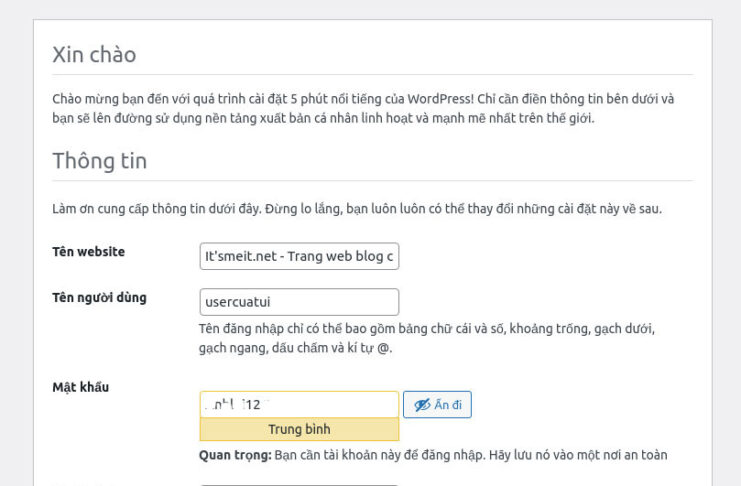 Xin chào
Chào mừng bạn đến với quá trình cài đặt 5 phút nổi tiếng của WordPress! Chỉ cần điền thông tin bên dưới và
bạn sẽ lên đường sử dụng nền tảng xuất bản cá nhân linh hoạt và mạnh mẽ nhất trên thế giới.
Thông tin
Làm ơn cung cấp thông tin dưới đây. Đừng lo lắng, bạn luôn luôn có thể thay đổi những cài đặt này về sau.
Tên website
It'smeit.net - Trang web blog c
Tên người dùng
usercuatui
Tên đăng nhập chỉ có thể bao gồm bảng chữ cái và số, khoảng trống, gạch dưới,
gạch ngang, dấu chấm và kí tự @.
Mật khẩu
Ẩn đi
Trung bình
Quan trọng: Bạn cần tài khoản này để đăng nhập. Hãy lưu nó vào một nơi an toàn